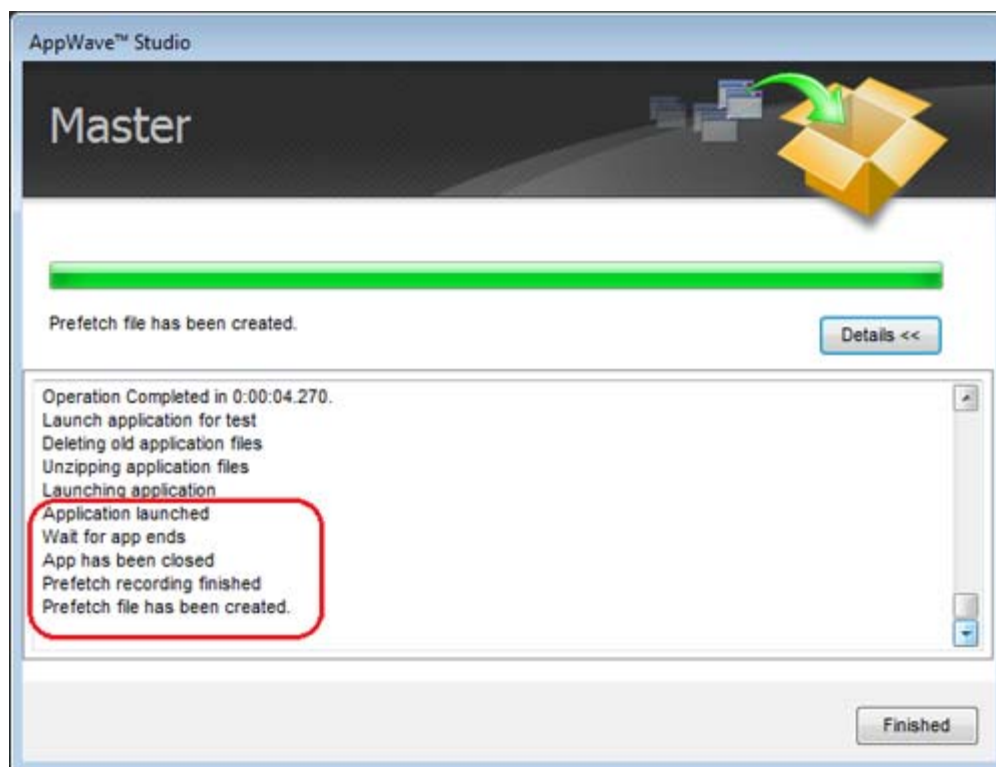 AppWave™ Studio
Master
Prefetch file has been created.
Details <<
Operation Completed in 0:00:04.270.
Launch application for test
Deleting old application files
Unzipping application files
Launching application
Application launched
Wait for app ends
App has been closed
Prefetch recording finished
Prefetch file has been created.
Finished